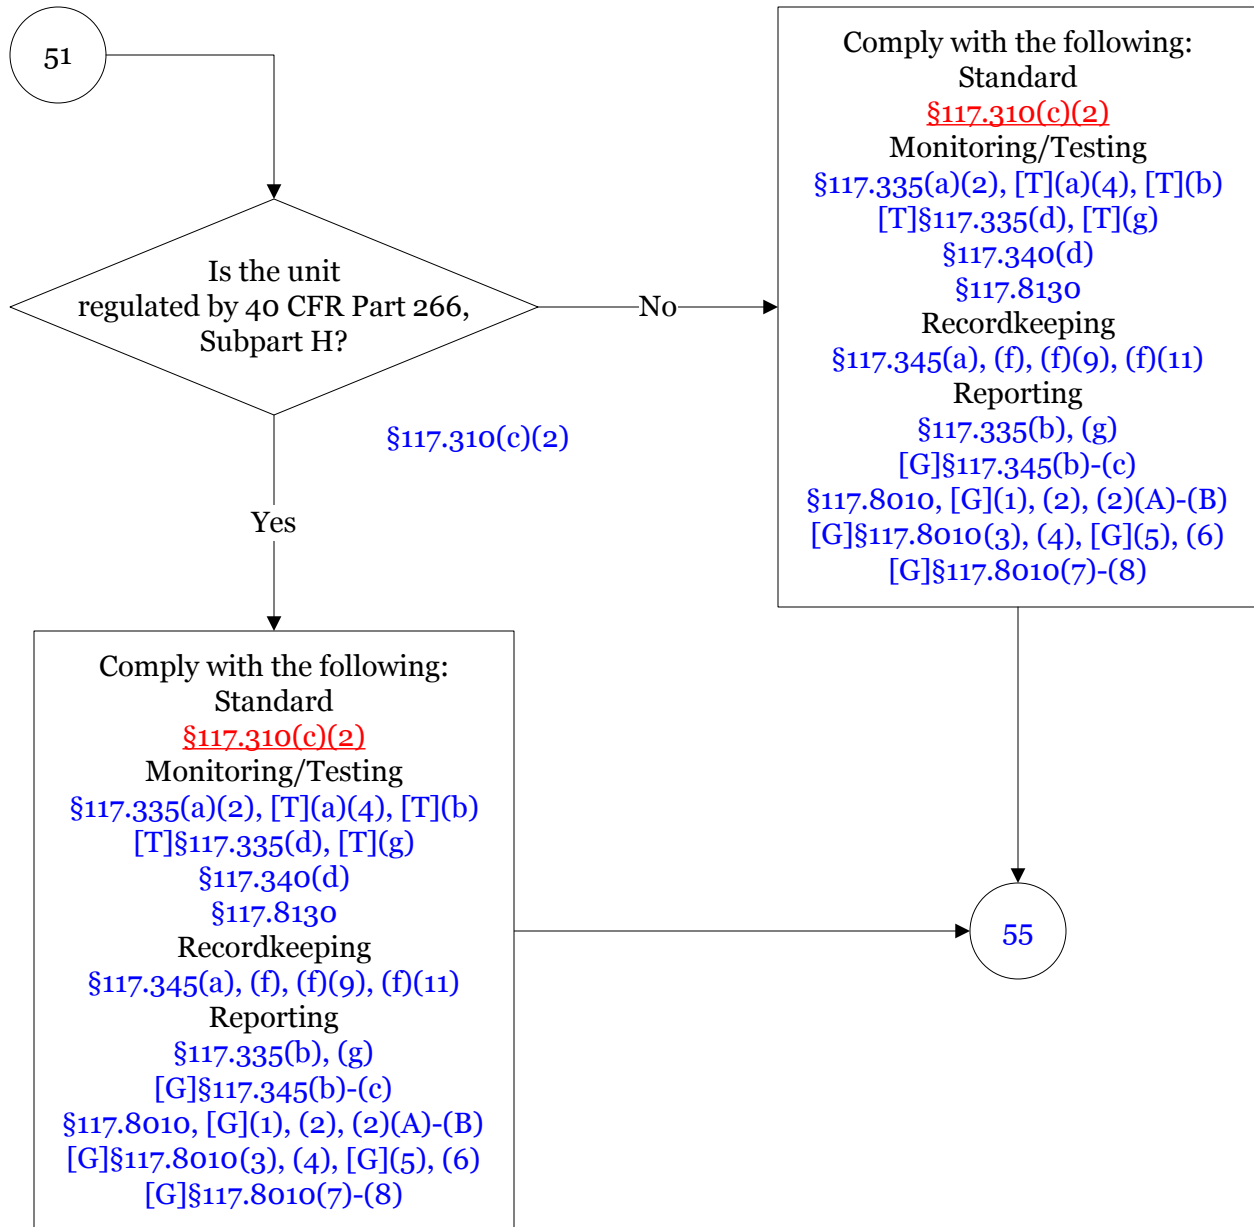 51
Is the unit
regulated by 40 CFR Part 266,
Subpart H?
No
§117.310(c)(2)
Yes
Comply with the following:
Standard
§117.310(c)(2)
Monitoring/Testing
§117.335(a)(2), [T](a)(4), [T](b)
[T]§117.335(d), [T](g)
§117.340(d)
§117.8130
Recordkeeping
§117.345(a), (f), (f)(9), (f)(11)
Reporting
§117.335(b), (g)
[G]§117.345(b)-(c)
§117.8010, [G](1), (2), (2)(A)-(B)
[G]§117.8010(3), (4), [G](5), (6)
[G]§117.8010(7)-(8)
Comply with the following:
Standard
§117.310(c)(2)
Monitoring/Testing
§117.335(a)(2), [T](a)(4), [T](b)
[T]§117.335(d), [T](g)
§117.340(d)
§117.8130
Recordkeeping
§117.345(a), (f), (f)(9), (f)(11)
Reporting
§117.335(b), (g)
[G]§117.345(b)-(c)
§117.8010, [G](1), (2), (2)(A)-(B)
[G]§117.8010(3), (4), [G](5), (6)
[G]§117.8010(7)-(8)
55